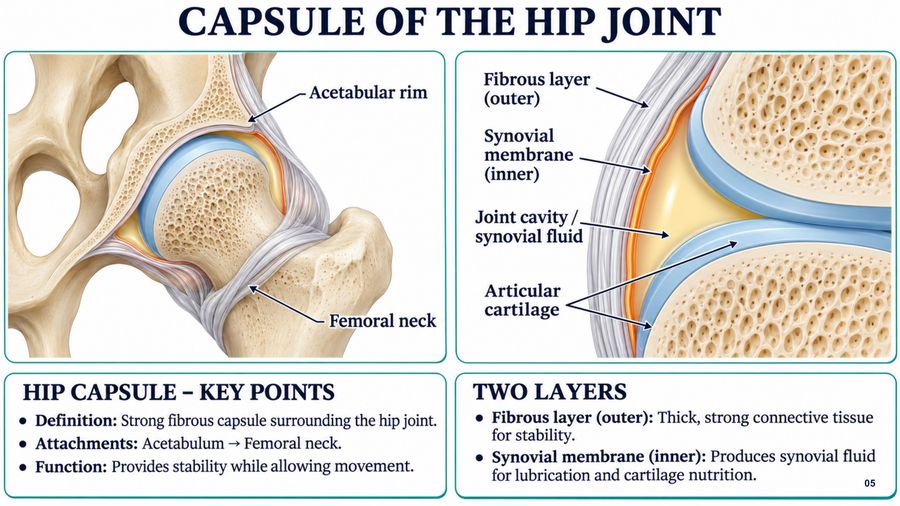 CAPSULE OF THE HIP JOINT
Acetabular rim
Femoral neck
Fibrous layer
(outer)
Synovial
membrane
(inner)
Joint cavity /
synovial fluid
Articular
cartilage
HIP CAPSULE – KEY POINTS
• Definition: Strong fibrous capsule surrounding the hip joint.
• Attachments: Acetabulum → Femoral neck.
• Function: Provides stability while allowing movement.
TWO LAYERS
• Fibrous layer (outer): Thick, strong connective tissue
for stability.
• Synovial membrane (inner): Produces synovial fluid
for lubrication and cartilage nutrition.
05